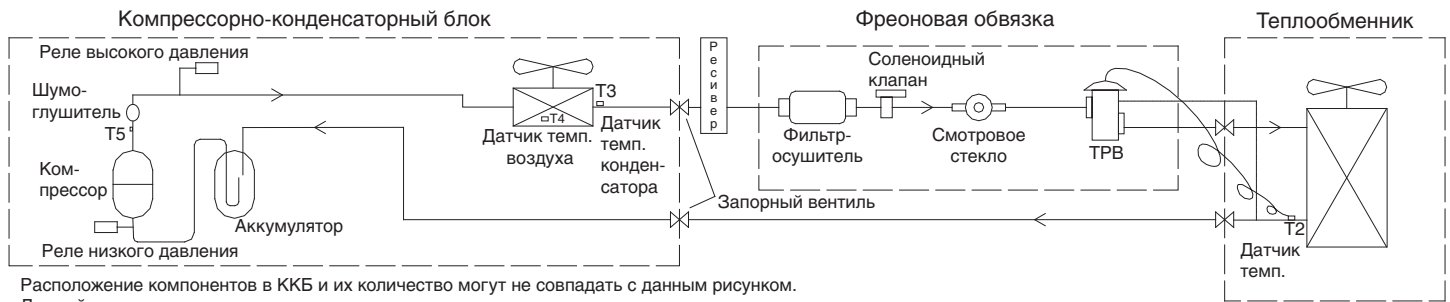 Компрессорно-конденсаторный блок
Фреоновая обвязка
Теплообменник
Реле высокого давления
Шумо-
глушитель
T5
Ком-
прессор
Аккумулятор
Реле низкого давления
T4
Датчик темп.
воздуха
T3
Датчик
темп.
конден-
сатора
Ресивер
Запорный вентиль
Фильтр-
осушитель
Соленоидный
клапан
Смотровое
стекло
ТРВ
T2
Датчик
темп.
Расположение компонентов в ККБ и их количество могут не совпадать с данным рисунком.